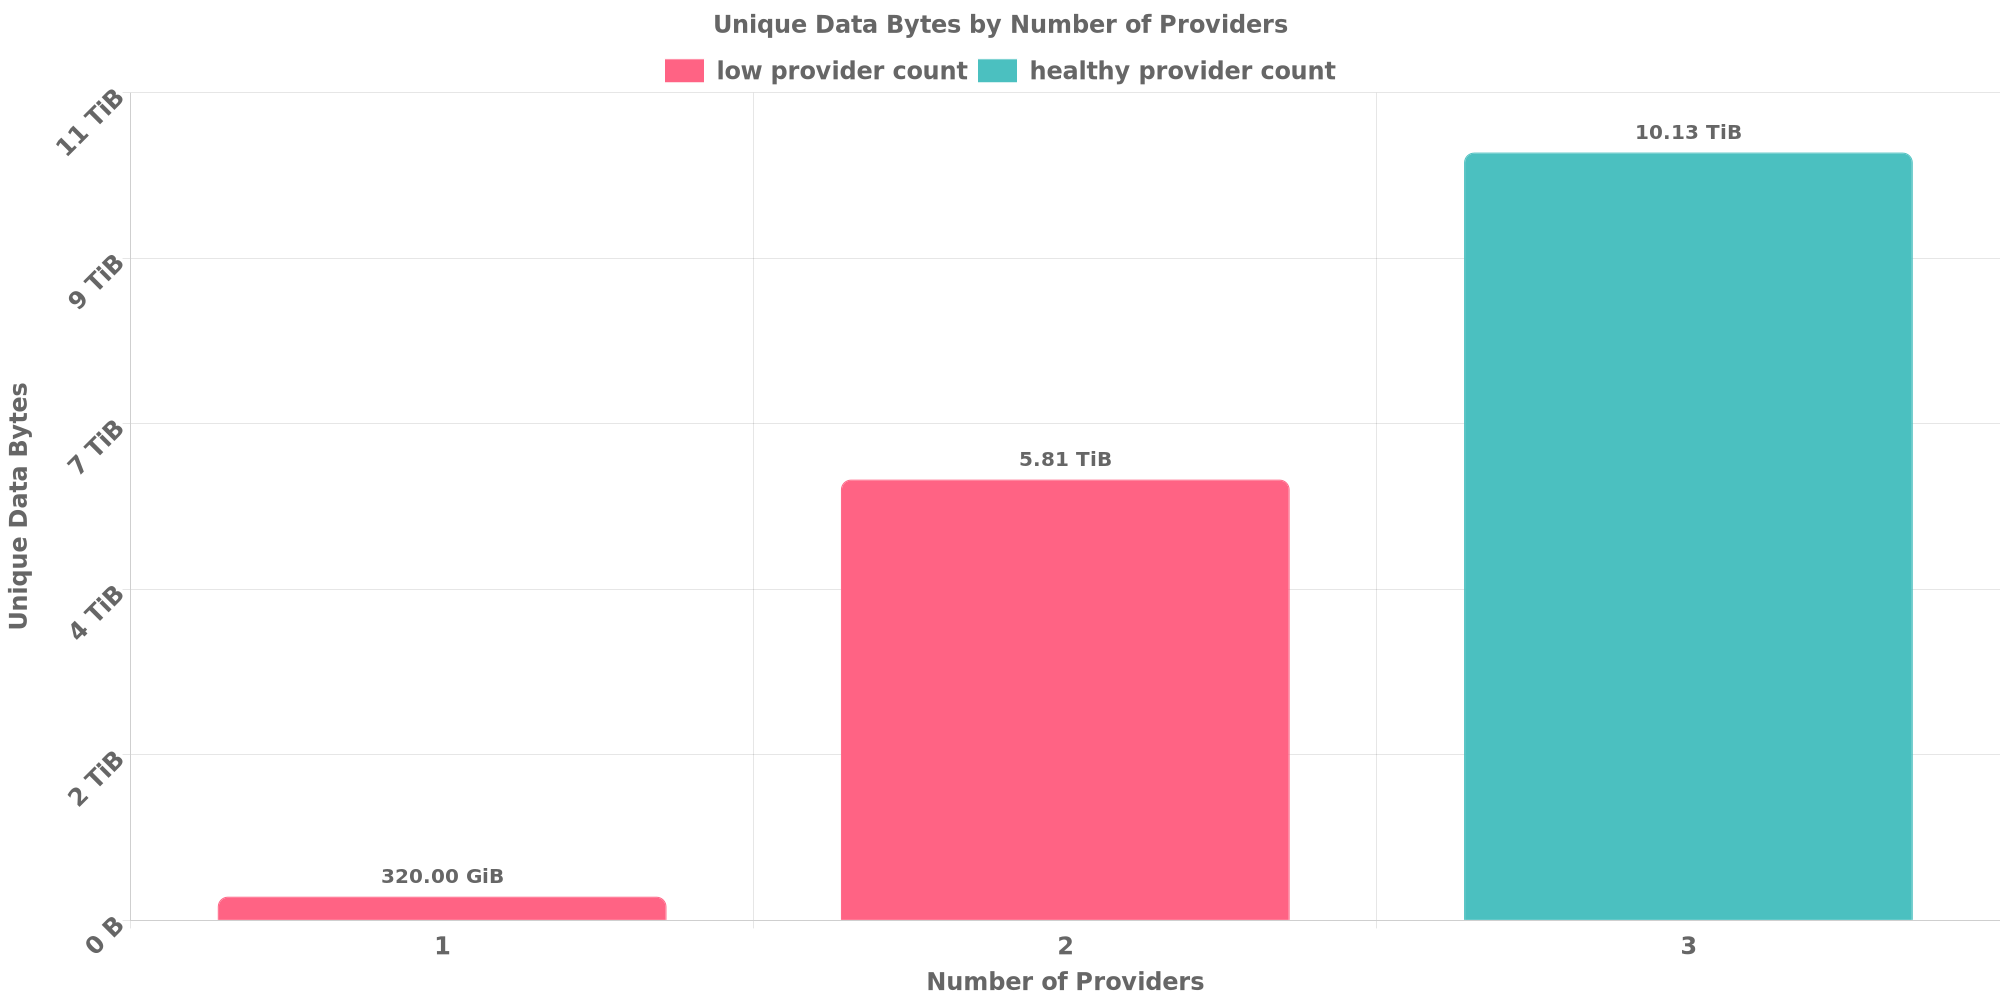 Unique Data Bytes by Number of Providers
low provider count
healthy provider count
11 TiB
9 TiB
7 TiB
4 TiB
2 TiB
0 B
Unique Data Bytes
320.00 GiB
5.81 TiB
10.13 TiB
1
2
3
Number of Providers